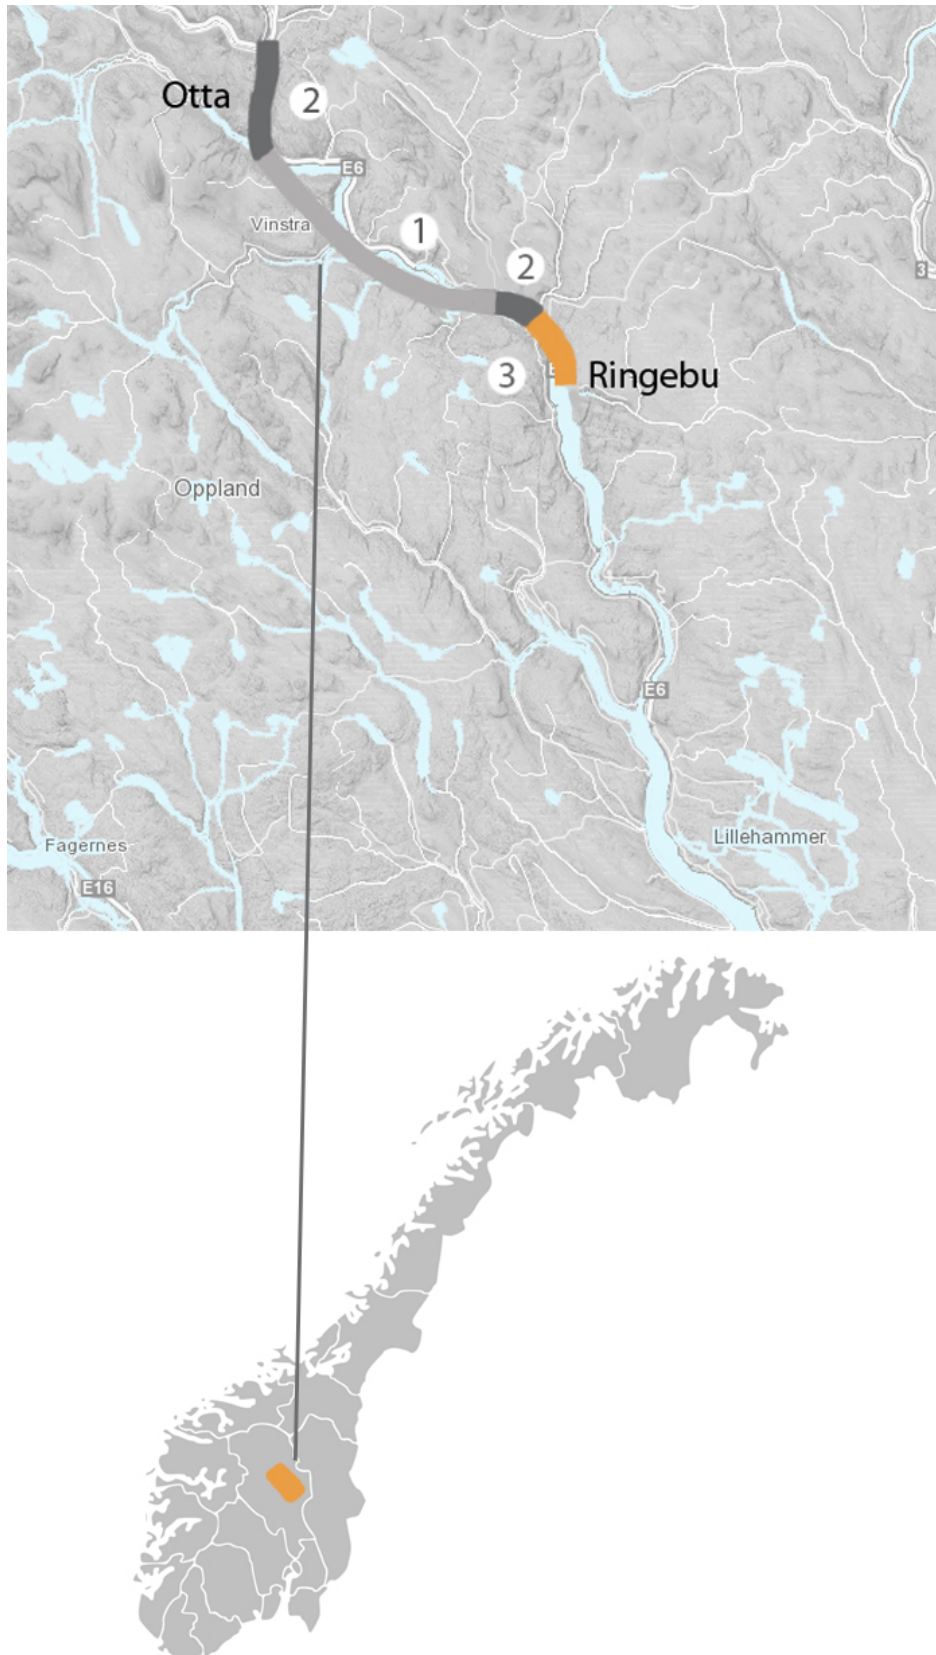 Otta
2
E6
Vinstra
1
2
3
Ringebu
3
Oppland
E6
Lillehammer
Fagernes
E16